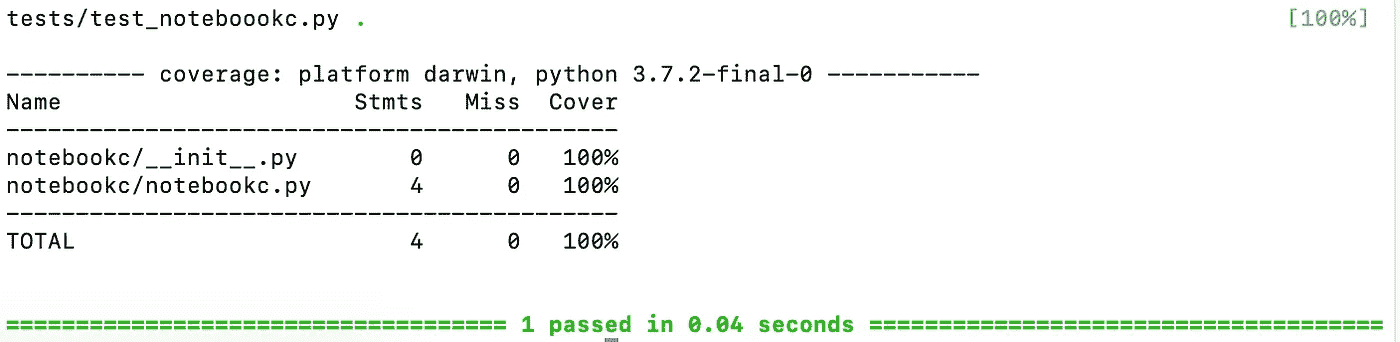 tests/test_noteboookc.py . [100%]
---------- coverage: platform darwin, python 3.7.2-final-0 -----------
Name                      Stmts   Miss  Cover
---------------------------------------------
notebookc/__init__.py         0      0   100%
notebookc/notebookc.py        4      0   100%
---------------------------------------------
TOTAL                         4      0   100%
==================================== 1 passed in 0.04 seconds =====================================